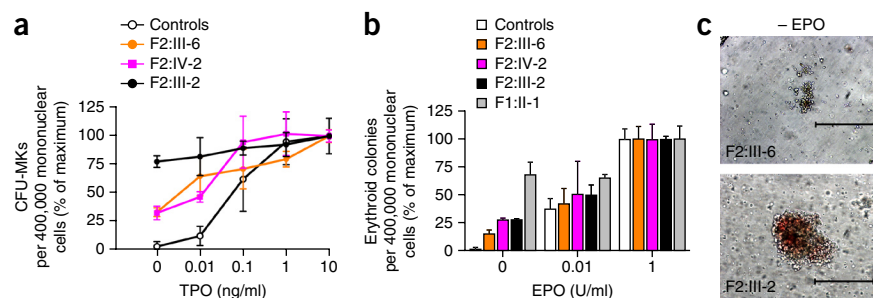 a
Controls
F2:III-6
F2:IV-2
F2:III-2
CFU-MKs
per 400,000 mononuclear
cells (% of maximum)
125
100
75
50
25
0
0
0.01
0.1
1
10
TPO (ng/ml)
b
Controls
F2:III-6
F2:IV-2
F2:III-2
F1:II-1
Erythroid colonies
per 400,000 mononuclear
cells (% of maximum)
125
100
75
50
25
0
0
0.01
1
EPO (U/ml)
c
– EPO
F2:III-6
F2:III-2